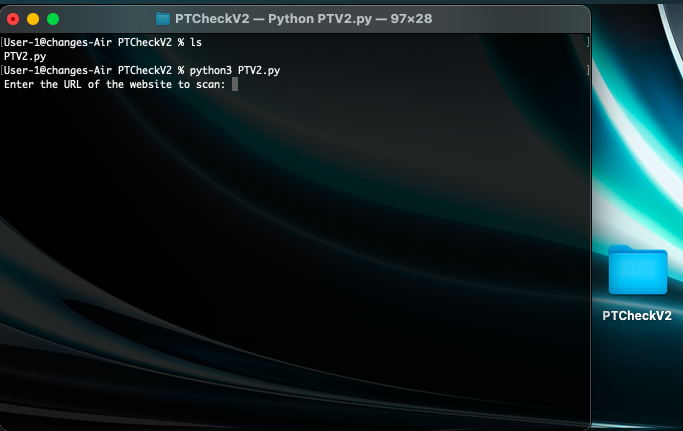 PTCheckV2 — Python PTV2.py — 97×28
[User-1@changes-Air PTCheckV2 % ls ]
PTV2.py
[User-1@changes-Air PTCheckV2 % python3 PTV2.py ]
Enter the URL of the website to scan:
PTCheckV2